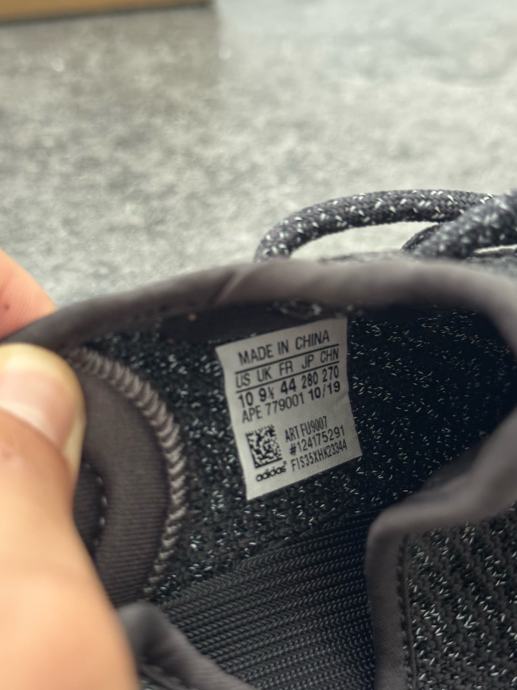 MADE IN CHINA
US UK FR JP CHN
10 9½ 44 280 270
APE 779001 10/19
ART FU9007
#124175291
F1S35XHK23344
adidas